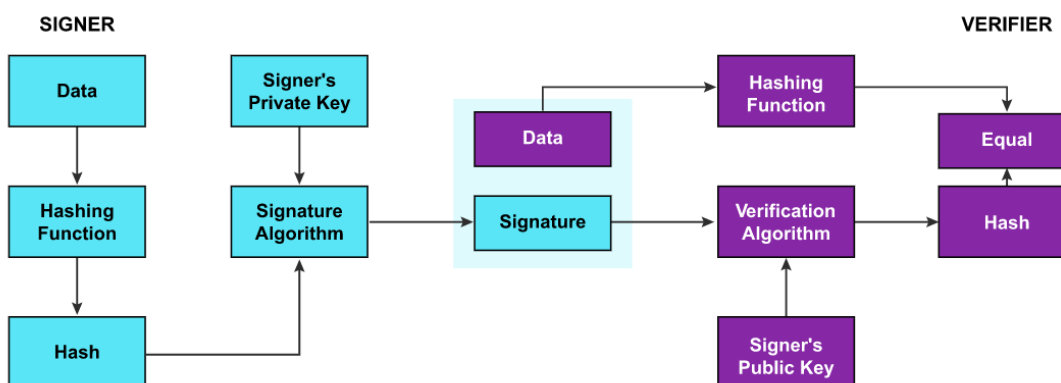 SIGNER
VERIFIER
Data
Signer's
Private Key
Hashing
Function
Data
Equal
Hashing
Function
Signature
Algorithm
Signature
Verification
Algorithm
Hash
Hash
Signer's
Public Key